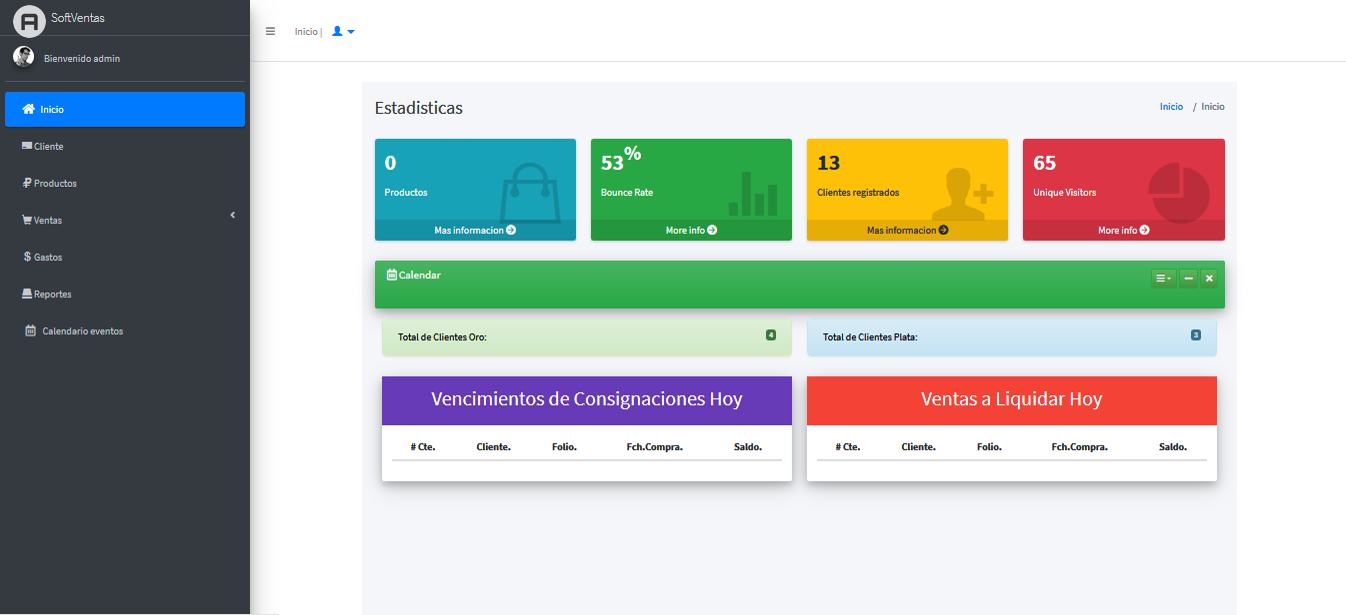 SoftVentas
Bienvenido admin
Inicio
Cliente
Productos
Ventas
Gastos
Reportes
Calendario eventos
Inicio |
Estadisticas
Inicio / Inicio
0
Productos
Mas informacion
53%
Bounce Rate
More info
13
Clientes registrados
Más informacion
65
Unique Visitors
More info
Calendar
Total de Clientes Oro: 4
Total de Clientes Plata: 3
Vencimientos de Consignaciones Hoy
# Cte. Cliente. Folio. Fch.Compra. Saldo.
Ventas a Liquidar Hoy
# Cte. Cliente. Folio. Fch.Compra. Saldo.